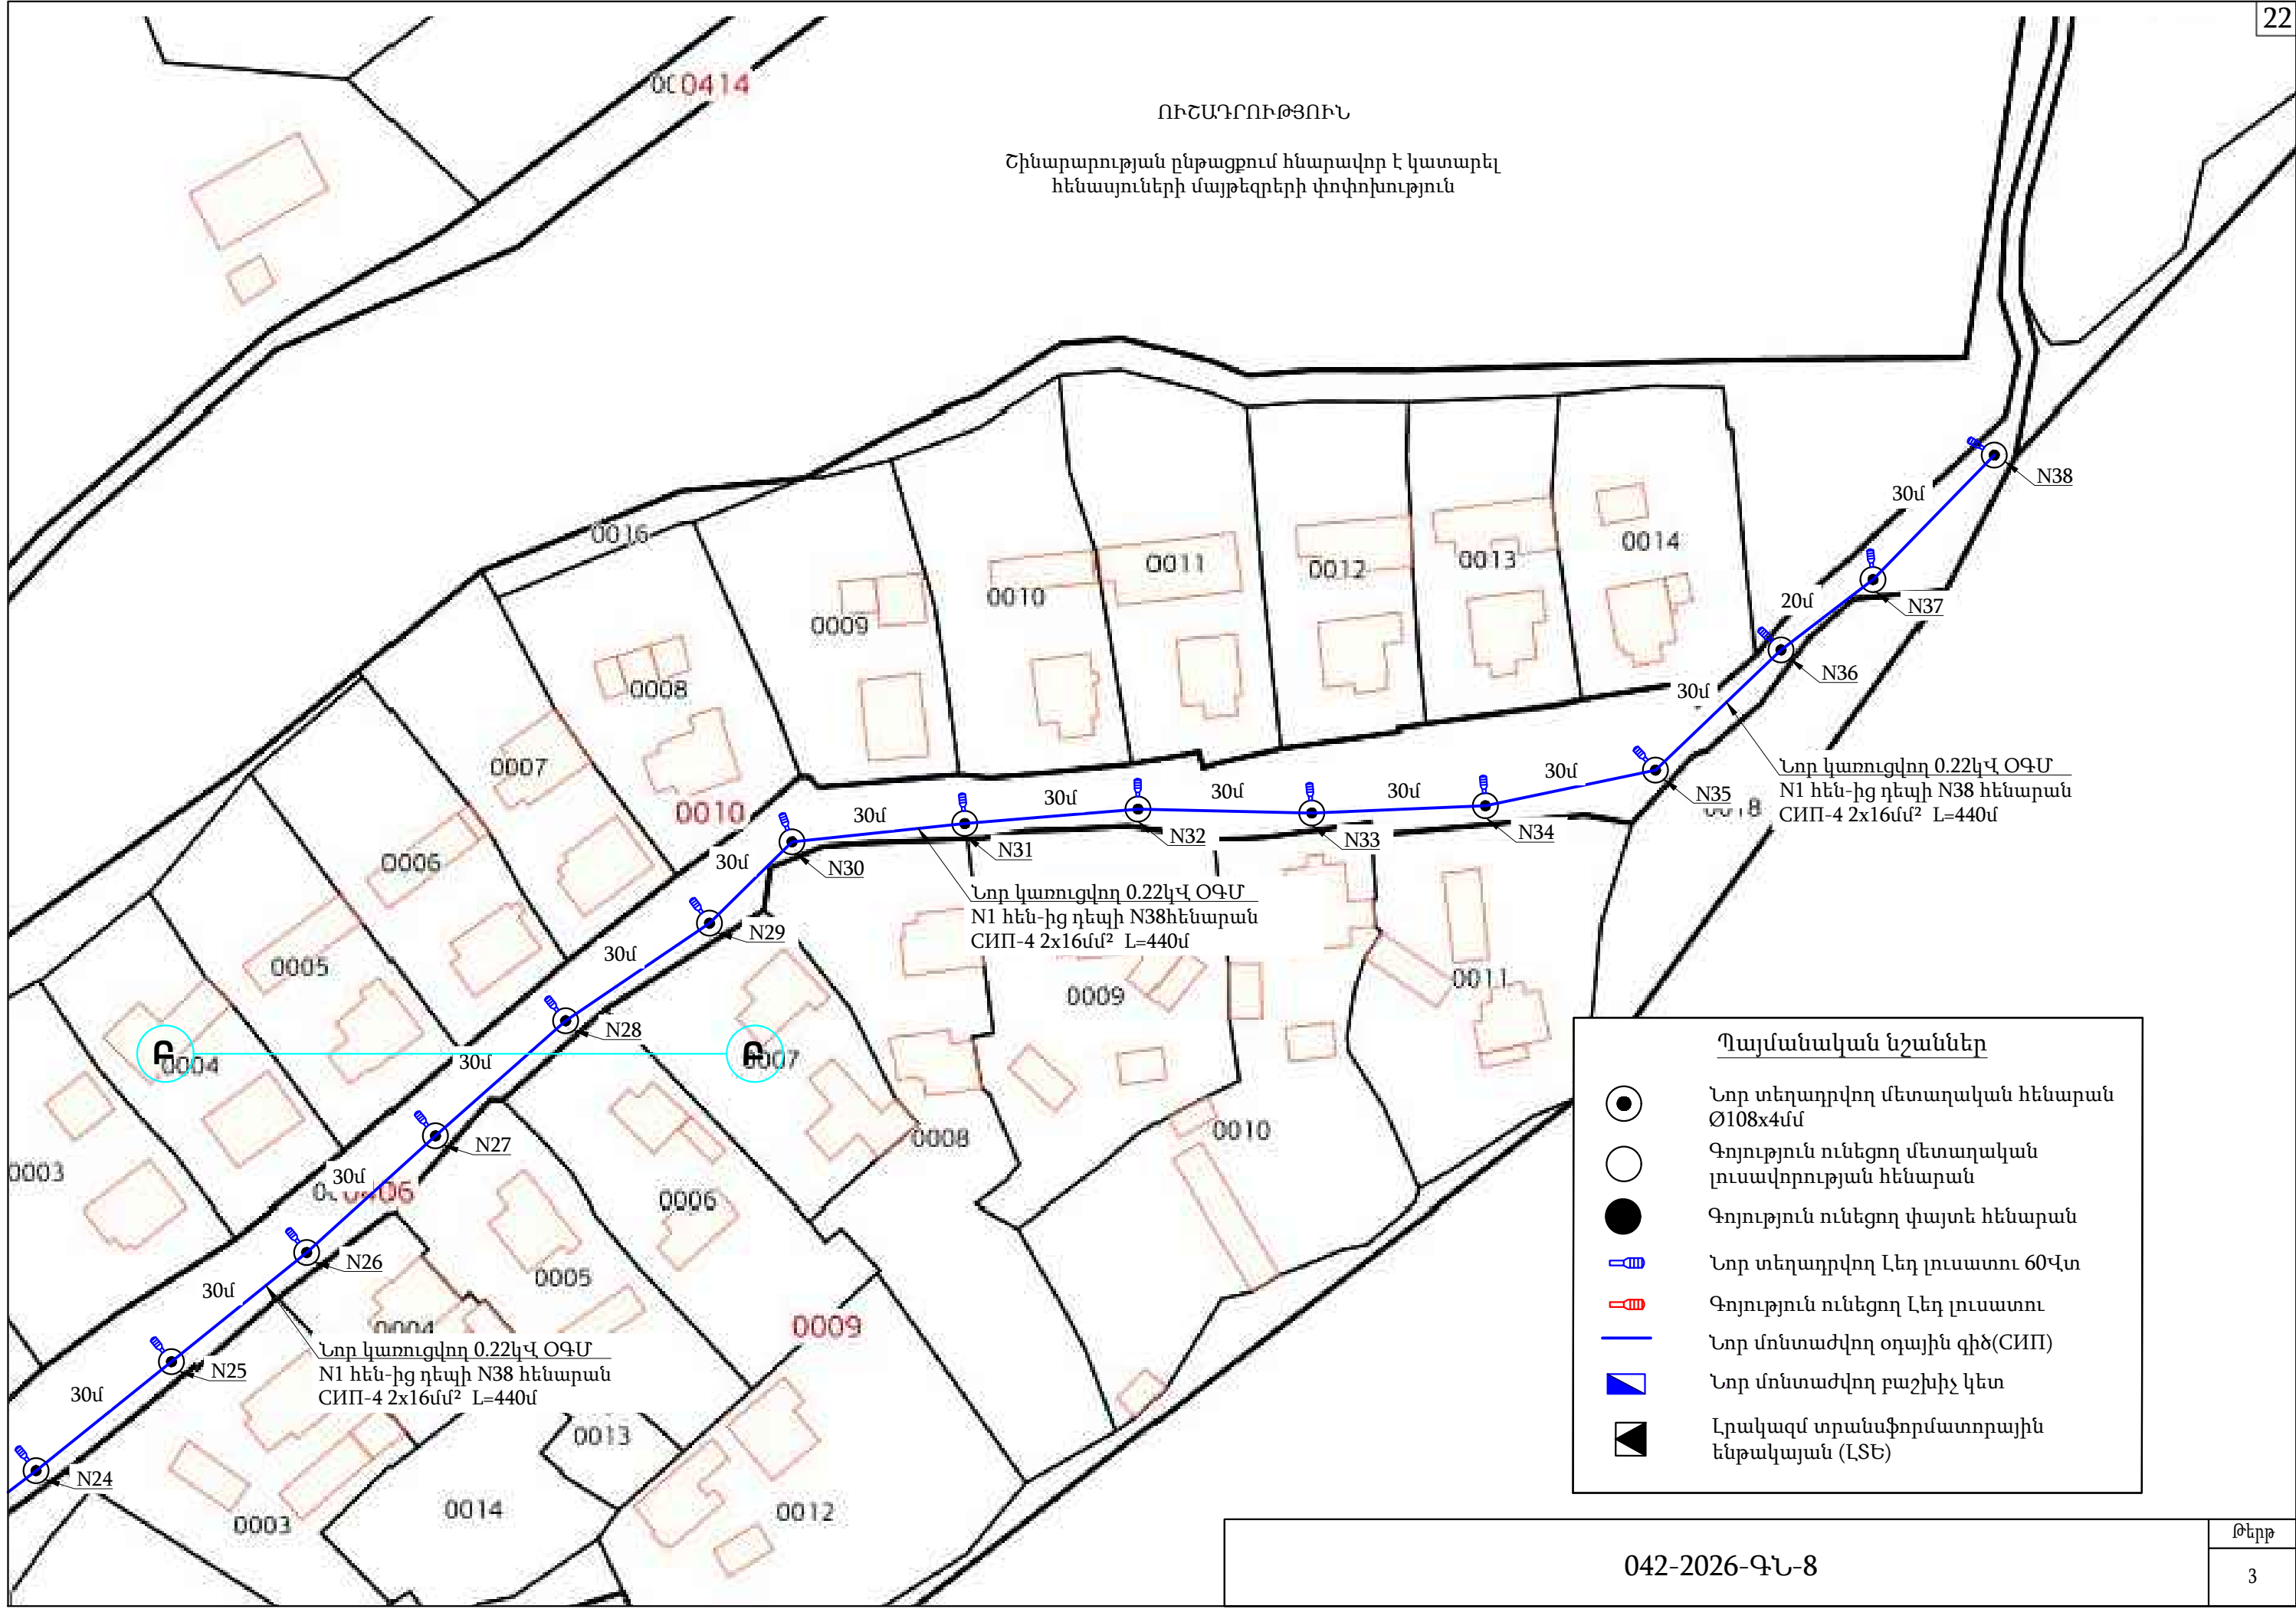 22
0414
ՈՒՇԱԴՐՈՒԹՅՈՒՆ
Շինարարության ընթացքում հնարավոր է կատարել
հենասյուների մայթեզրերի փոփոխություն
N38
30մ
0016
0014
0013
0012
0011
0010
0009
N37
20մ
N36
0008
30մ
0007
Նոր կառուցվող 0.22կՎ ՕԳՄ
N1 հեն-ից դեպի N38 հենարան
СИП-4 2x16մմ² L=440մ
30մ
N35
30մ
N34
30մ
N33
30մ
N32
30մ
N31
0010
0006
30մ
N30
Նոր կառուցվող 0.22կՎ ՕԳՄ
N1 հեն-ից դեպի N38հենարան
СИП-4 2x16մմ² L=440մ
N29
30մ
0005
0009
0011
N28
Բ
0004
Բ
0007
30մ
0008
0010
N27
0003
30մ
0006
N26
0005
30մ
0009
0004
Նոր կառուցվող 0.22կՎ ՕԳՄ
N1 հեն-ից դեպի N38 հենարան
СИП-4 2x16մմ² L=440մ
N25
30մ
0013
N24
0003
0014
0012
Պայմանական նշաններ
Նոր տեղադրվող մետաղական հենարան
Ø108x4մմ
Գոյություն ունեցող մետաղական
լուսավորության հենարան
Գոյություն ունեցող փայտե հենարան
Նոր տեղադրվող Լեդ լուսատու 60Վտ
Գոյություն ունեցող Լեդ լուսատու
Նոր մոնտաժվող օդային գիծ(СИП)
Նոր մոնտաժվող բաշխիչ կետ
Լրակազմ տրանսֆորմատորային
ենթակայան (ԼՏԵ)
042-2026-ԳՆ-8
Թերթ
3